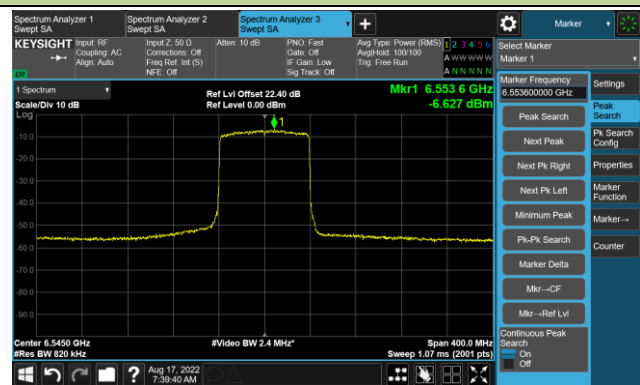 Spectrum Analyzer 1
Swept SA
Spectrum Analyzer 2
Swept SA
Spectrum Analyzer 3
Swept SA
Marker
KEYSIGHT
Input: RF
Coupling: AC
Align: Auto
Input Z: 50 Ω
Corrections: Off
Freq Ref: Int (S)
NFE: Off
Atten: 10 dB
PNO: Fast
Gate: Off
IF Gain: Low
Sig Track: Off
Avg Type: Power (RMS)
Avg|Hold: 100/100
Trig: Free Run
1 2 3 4 5 6
A W W W W W
A N N N N N
LW
Select Marker
Marker 1
1 Spectrum
Scale/Div 10 dB
Log
Ref Lvl Offset 22.40 dB
Ref Level 0.00 dBm
Mkr1 6.553 6 GHz
-6.627 dBm
1
-10.0
-20.0
-30.0
-40.0
-50.0
-60.0
-70.0
-80.0
-90.0
Center 6.5450 GHz
#Res BW 820 kHz
#Video BW 2.4 MHz*
Span 400.0 MHz
Sweep 1.07 ms (2001 pts)
Marker Frequency
6.553600000 GHz
Peak Search
Next Peak
Next Pk Right
Next Pk Left
Minimum Peak
Pk-Pk Search
Marker Delta
Mkr→CF
Mkr→Ref Lvl
Continuous Peak
Search
On
Off
Settings
Peak
Search
Pk Search
Config
Properties
Marker
Function
Marker→
Counter
?
Aug 17, 2022
7:39:40 AM